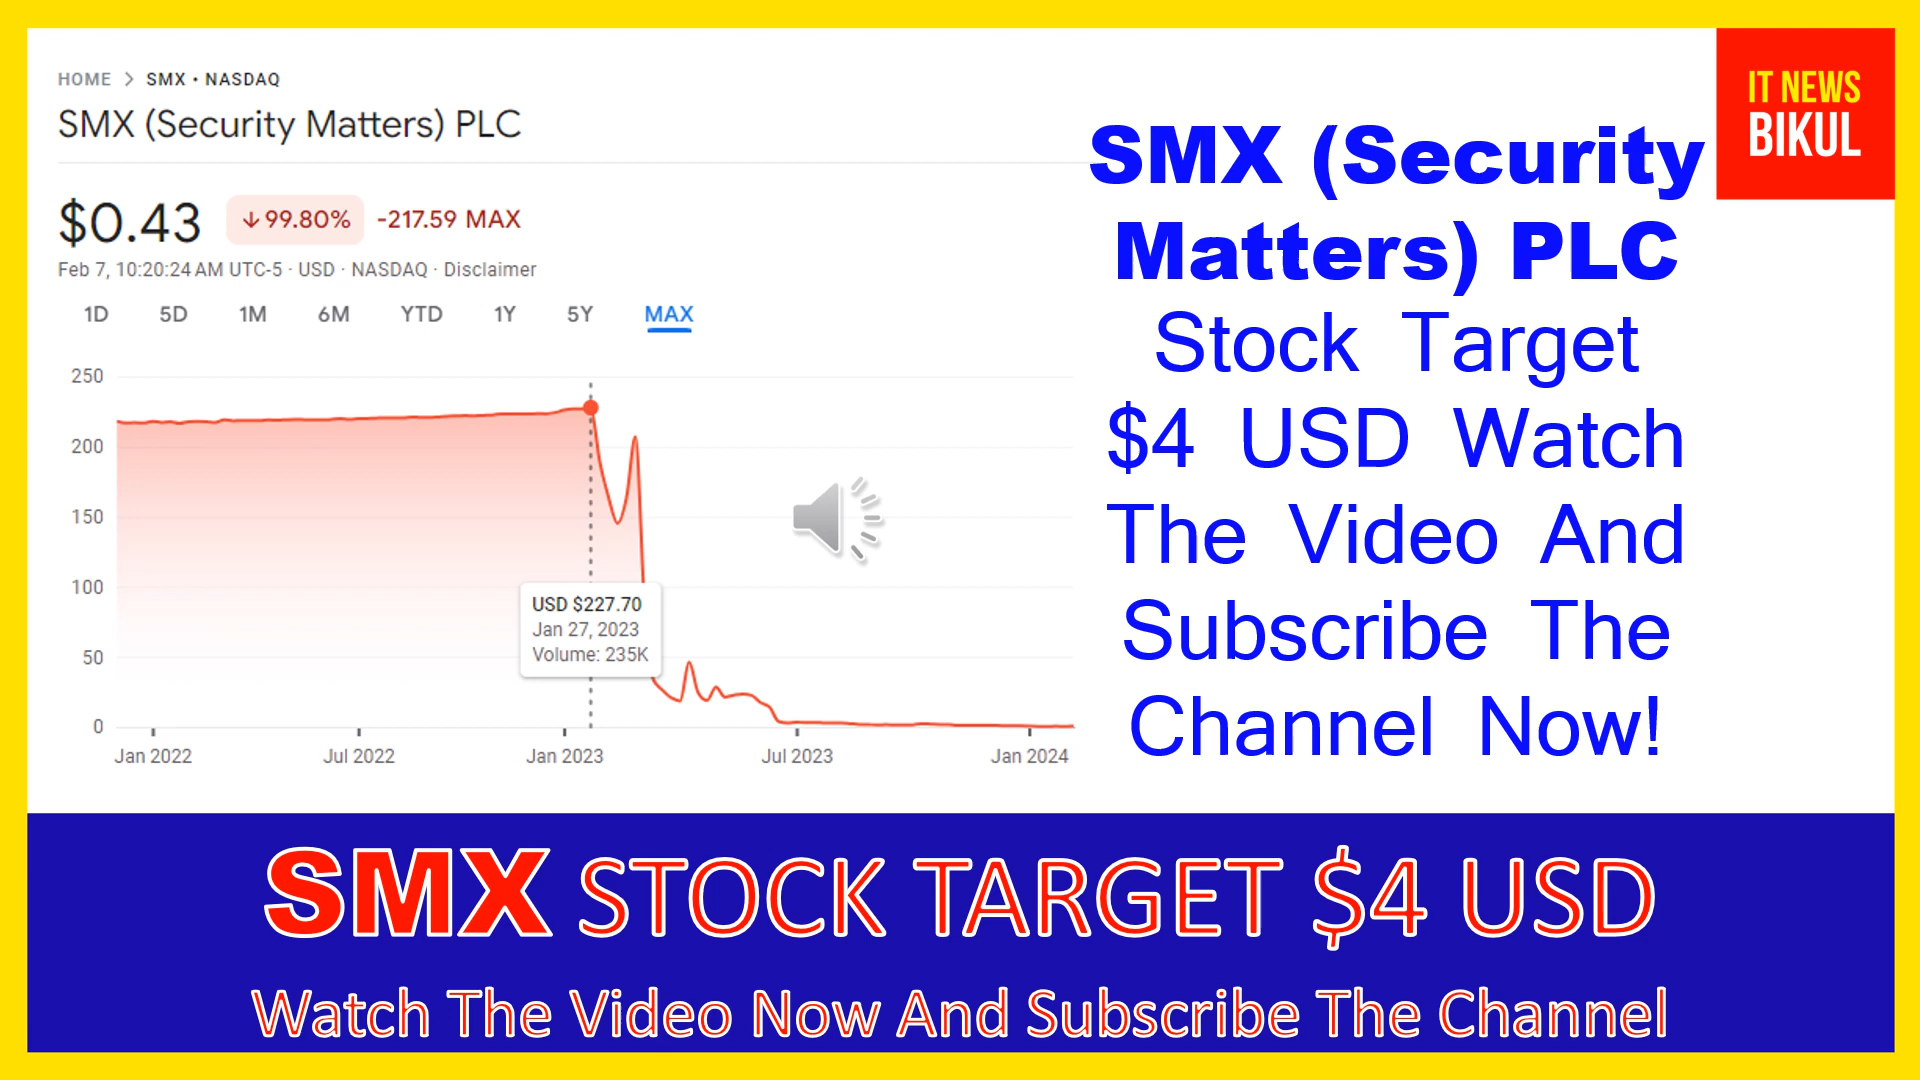 HOME > SMX • NASDAQ
SMX (Security Matters) PLC
$0.43 ↓99.80% -217.59 MAX
Feb 7, 10:20:24 AM UTC-5 · USD · NASDAQ · Disclaimer
1D 5D 1M 6M YTD 1Y 5Y MAX
250
200
150
100
50
0
USD $227.70
Jan 27, 2023
Volume: 235K
Jan 2022 Jul 2022 Jan 2023 Jul 2023 Jan 2024
SMX (Security
Matters) PLC
Stock Target
$4 USD Watch
The Video And
Subscribe The
Channel Now!
IT NEWS
BIKUL
SMX STOCK TARGET $4 USD
Watch The Video Now And Subscribe The Channel